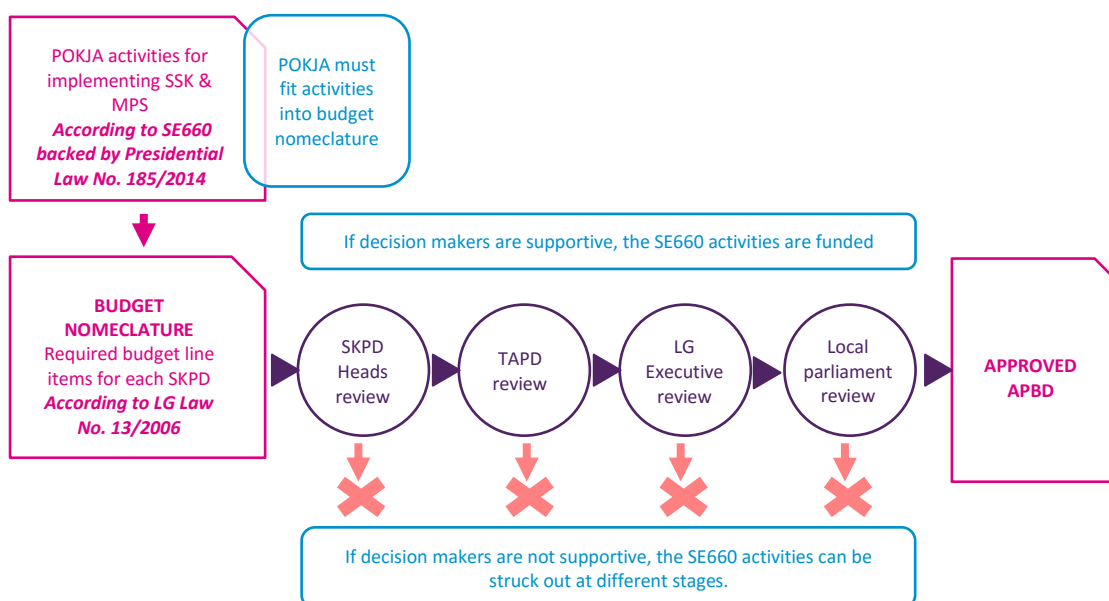 POKJA activities for
implementing SSK &
MPS
According to SE660
backed by Presidential
Law No. 185/2014
POKJA must
fit activities
into budget
nomeclature
If decision makers are supportive, the SE660 activities are funded
BUDGET
NOMECLATURE
Required budget line
items for each SKPD
According to LG Law
No. 13/2006
SKPD
Heads
review
TAPD
review
LG
Executive
review
Local
parliament
review
APPROVED
APBD
If decision makers are not supportive, the SE660 activities can be
struck out at different stages.